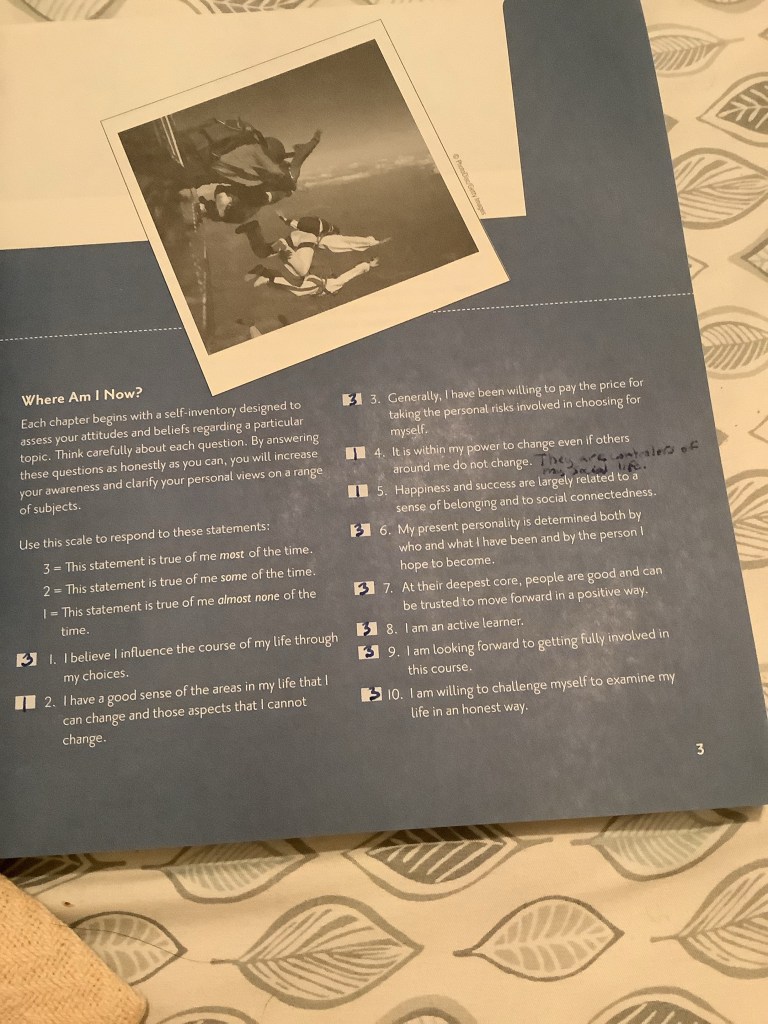 © PhotoDisc/Getty Images
Where Am I Now?
Each chapter begins with a self-inventory designed to
assess your attitudes and beliefs regarding a particular
topic. Think carefully about each question. By answering
these questions as honestly as you can, you will increase
your awareness and clarify your personal views on a range
of subjects.
Use this scale to respond to these statements:
3 = This statement is true of me most of the time.
2 = This statement is true of me some of the time.
1 = This statement is true of me almost none of the
time.
3 1. I believe I influence the course of my life through
my choices.
1 2. I have a good sense of the areas in my life that I
can change and those aspects that I cannot
change.
3 3. Generally, I have been willing to pay the price for
taking the personal risks involved in choosing for
myself.
1 4. It is within my power to change even if others
around me do not change. They are controlers of
my social life.
1 5. Happiness and success are largely related to a
sense of belonging and to social connectedness.
3 6. My present personality is determined both by
who and what I have been and by the person I
hope to become.
3 7. At their deepest core, people are good and can
be trusted to move forward in a positive way.
3 8. I am an active learner.
3 9. I am looking forward to getting fully involved in
this course.
3 10. I am willing to challenge myself to examine my
life in an honest way.
3